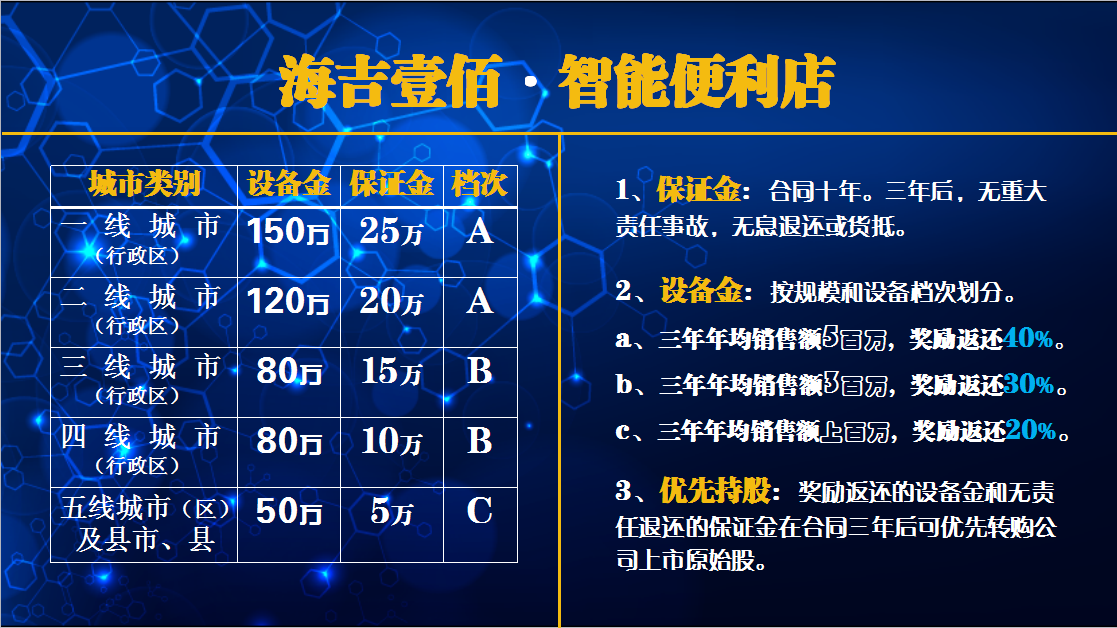 海吉壹佰·智能便利店
城市类别 设备金 保证金 档次
一线城市 150万 25万 A
（行政区）
二线城市 120万 20万 A
（行政区）
三线城市 80万 15万 B
（行政区）
四线城市 80万 10万 B
（行政区）
五线城市（区） 50万 5万 C
及县市、县
1、保证金：合同十年。三年后，无重大
责任事故，无息退还或货抵。
2、设备金：按规模和设备档次划分。
a、三年年均销售额5百万，奖励返还40%。
b、三年年均销售额3百万，奖励返还30%。
c、三年年均销售额上百万，奖励返还20%。
3、优先持股：奖励返还的设备金和无责
任退还的保证金在合同三年后可优先转购公
司上市原始股。